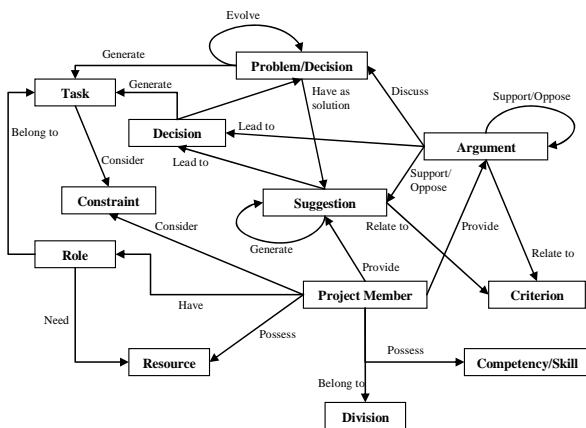 Evolve
Generate
Problem/Decision
Task
Generate
Have as
solution
Discuss
Support/Oppose
Belong to
Decision
Lead to
Argument
Consider
Lead to
Support/
Oppose
Constraint
Suggestion
Consider
Relate to
Provide
Role
Generate
Provide
Relate to
Have
Project Member
Criterion
Need
Possess
Resource
Possess
Competency/Skill
Belong to
Division